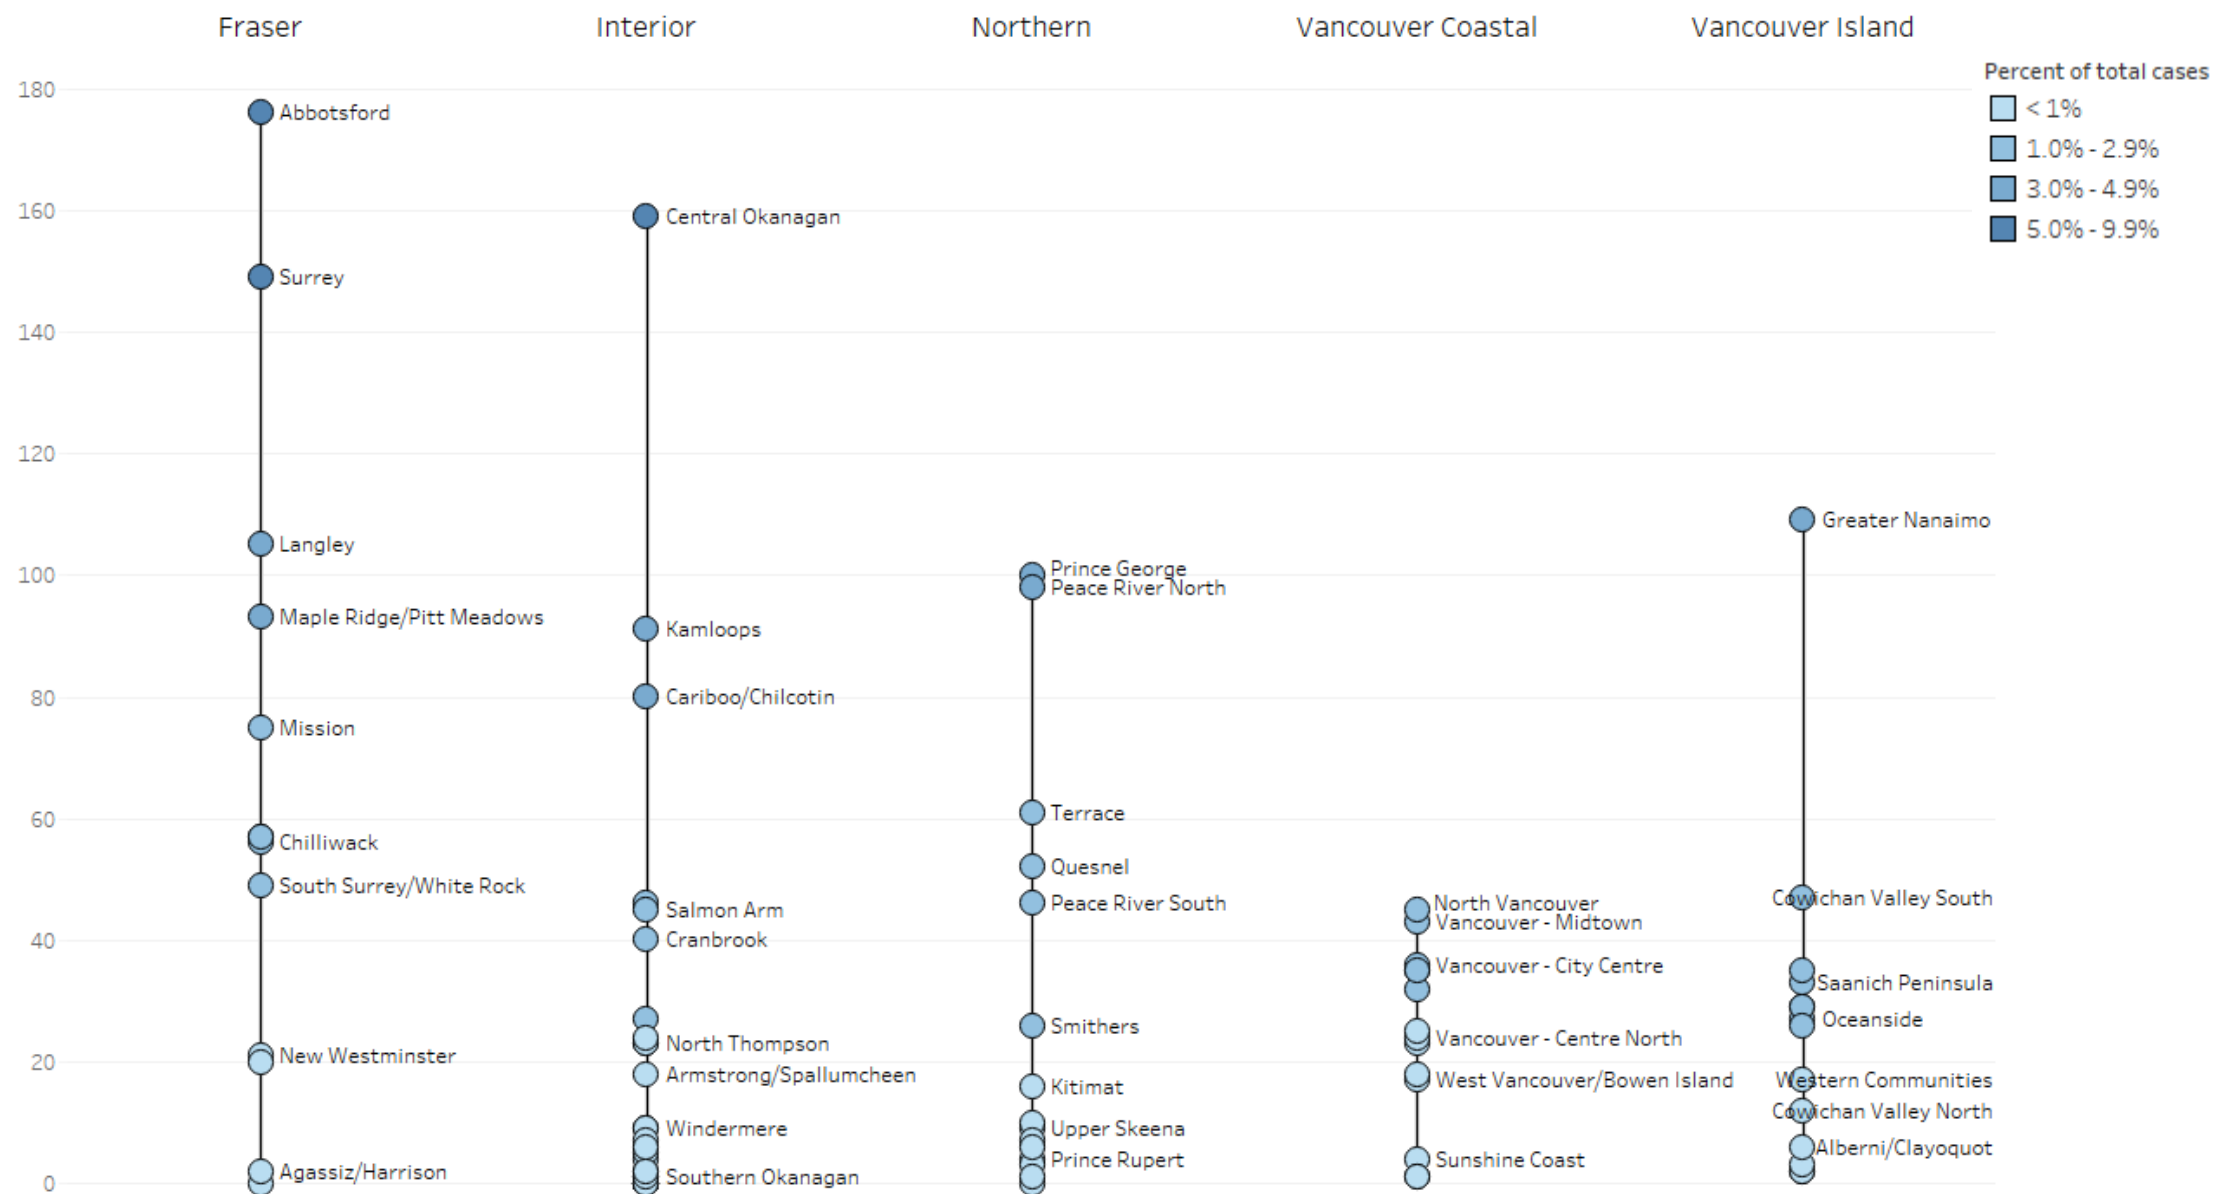 Fraser
Interior
Northern
Vancouver Coastal
Vancouver Island
Percent of total cases
< 1%
1.0% - 2.9%
3.0% - 4.9%
5.0% - 9.9%
180
160
140
120
100
80
60
40
20
0
Abbotsford
Surrey
Langley
Maple Ridge/Pitt Meadows
Mission
Chilliwack
South Surrey/White Rock
New Westminster
Agassiz/Harrison
Central Okanagan
Kamloops
Cariboo/Chilcotin
Salmon Arm
Cranbrook
North Thompson
Armstrong/Spallumcheen
Windermere
Southern Okanagan
Prince George
Peace River North
Terrace
Quesnel
Peace River South
Smithers
Kitimat
Upper Skeena
Prince Rupert
North Vancouver
Vancouver - Midtown
Vancouver - City Centre
Vancouver - Centre North
West Vancouver/Bowen Island
Sunshine Coast
Greater Nanaimo
Cowichan Valley South
Saanich Peninsula
Oceanside
Western Communities
Cowichan Valley North
Alberni/Clayoquot